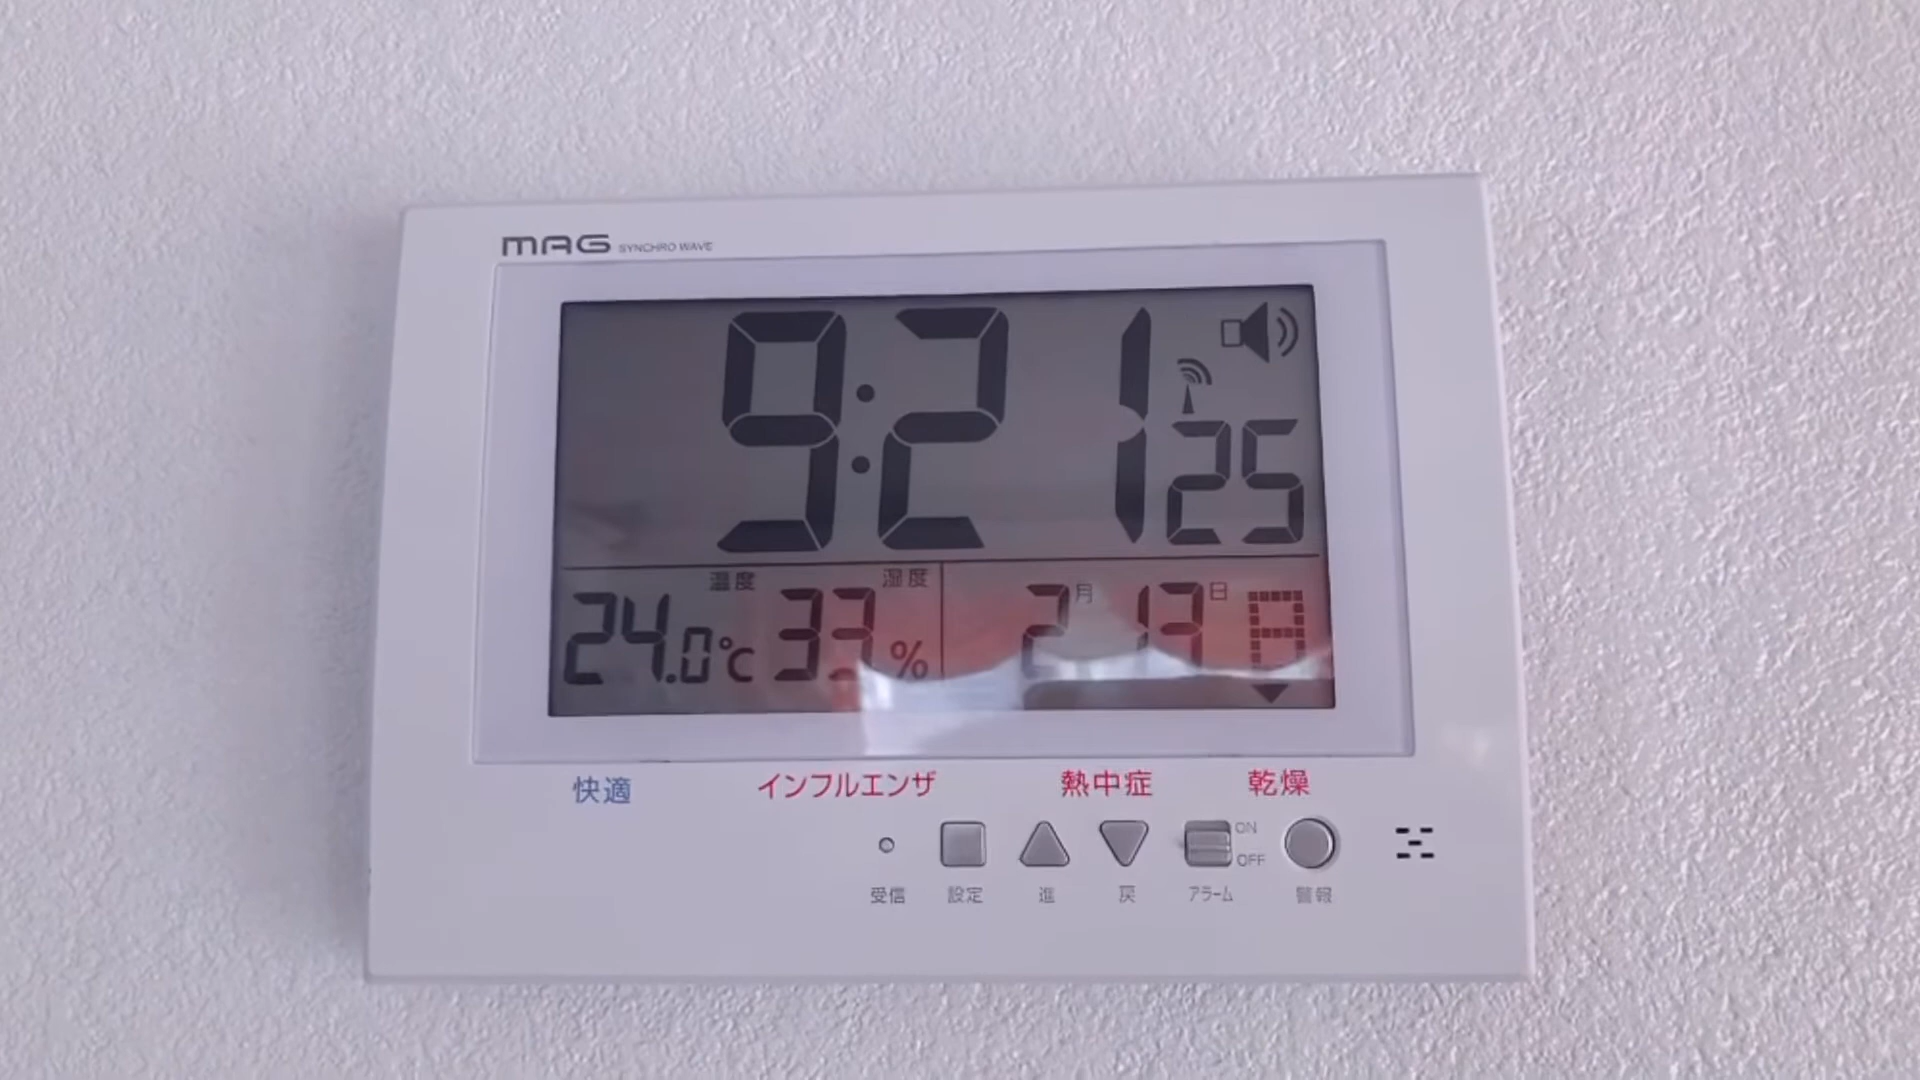 MAG SYNCHRO WAVE
9:21 25
温度 湿度
24.0℃ 33%
2月13日
快適 インフルエンザ 熱中症 乾燥
ON
OFF
受信 設定 進 戻 アラーム 警報